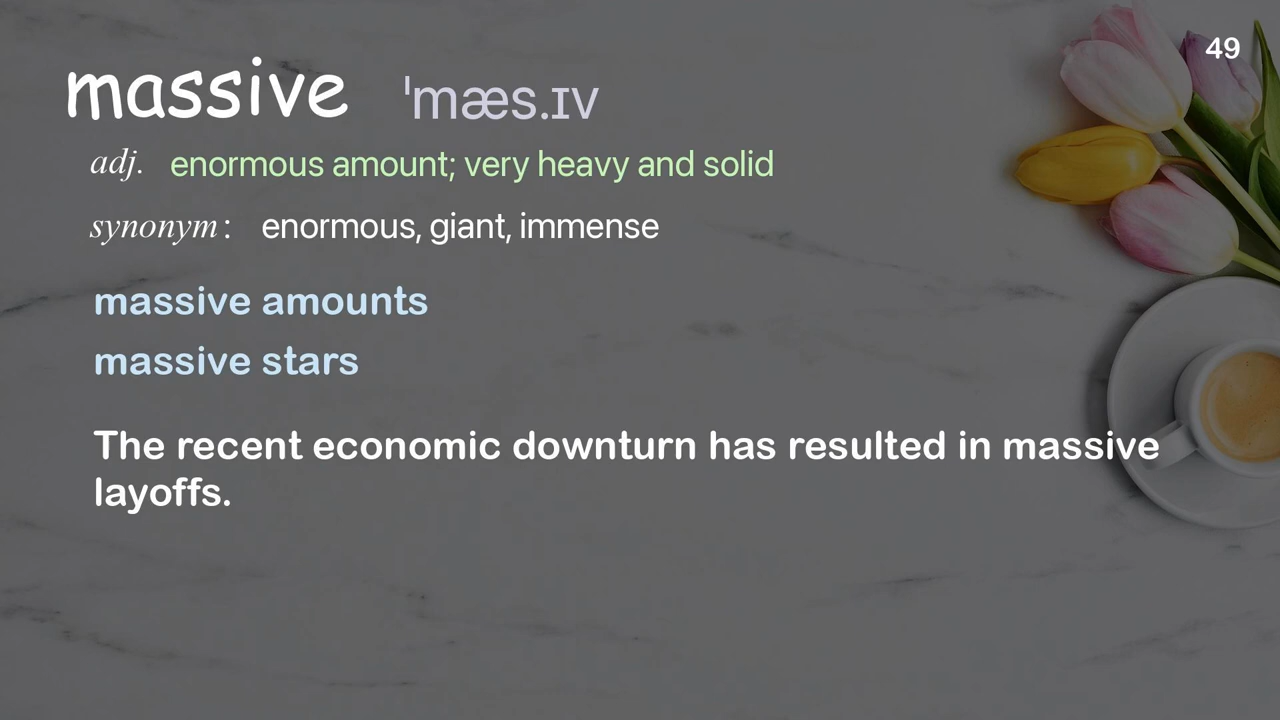 49
massive ˈmæs.ɪv
adj. enormous amount; very heavy and solid
synonym: enormous, giant, immense
massive amounts
massive stars
The recent economic downturn has resulted in massive
layoffs.